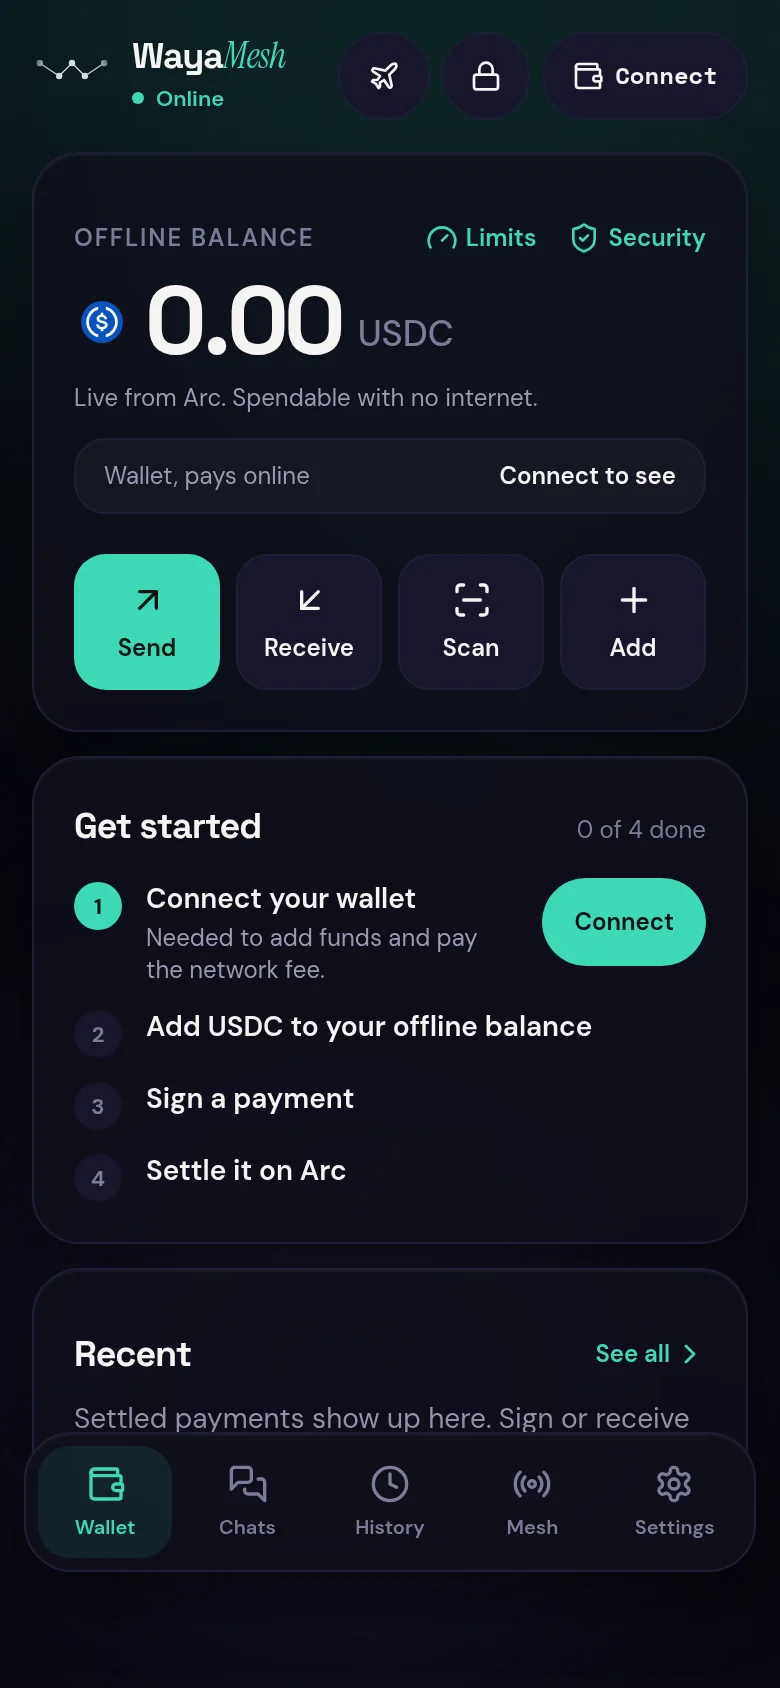 WayaMesh
Online
Connect
OFFLINE BALANCE
Limits
Security
0.00 USDC
Live from Arc. Spendable with no internet.
Wallet, pays online
Connect to see
Send
Receive
Scan
Add
Get started
0 of 4 done
1
Connect your wallet
Needed to add funds and pay
the network fee.
Connect
2
Add USDC to your offline balance
3
Sign a payment
4
Settle it on Arc
Recent
See all
Settled payments show up here. Sign or receive
Wallet
Chats
History
Mesh
Settings